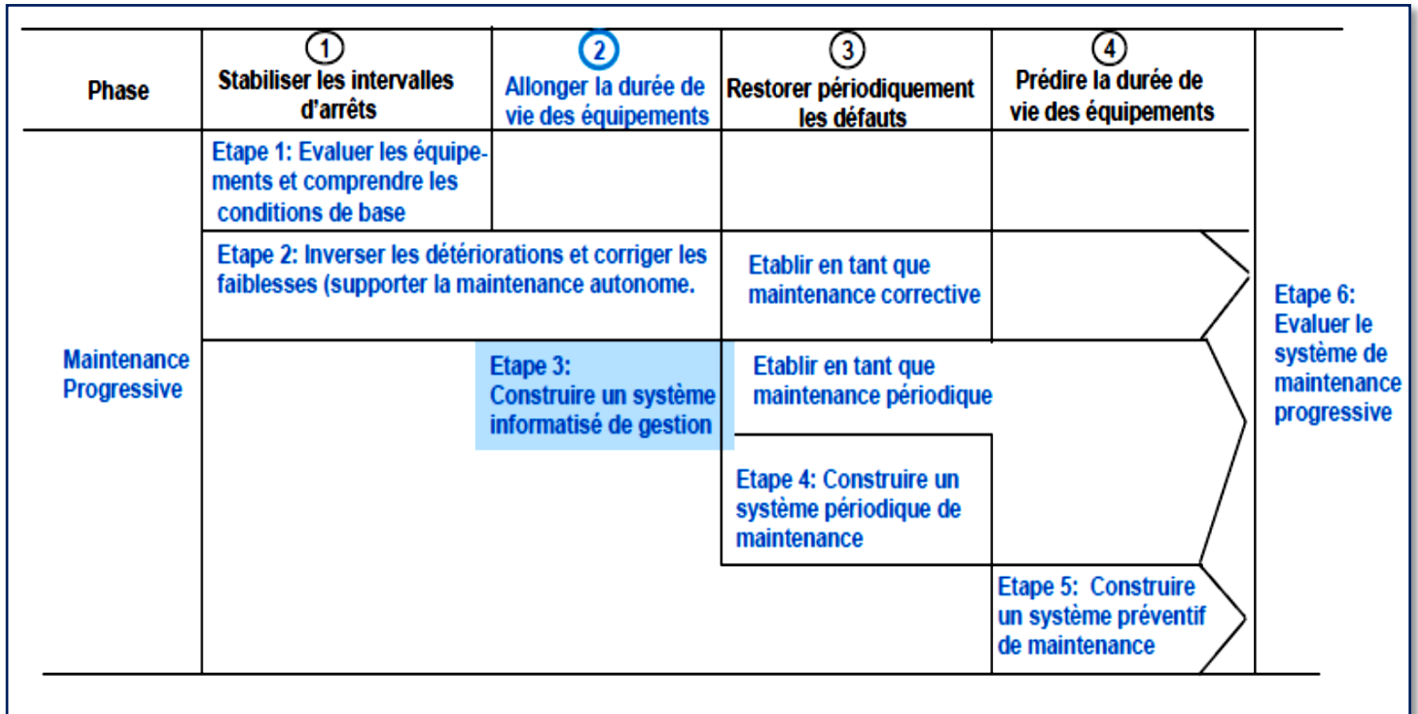 Phase
1
Stabiliser les intervalles
d'arrêts
2
Allonger la durée de
vie des équipements
3
Restorer périodiquement
les défauts
4
Prédire la durée de
vie des équipements
Maintenance
Progressive
Etape 1: Evaluer les équipe-
ments et comprendre les
conditions de base
Etape 2: Inverser les détériorations et corriger les
faiblesses (supporter la maintenance autonome.
Etablir en tant que
maintenance corrective
Etape 3:
Construire un système
informatisé de gestion
Etablir en tant que
maintenance périodique
Etape 4: Construire un
système périodique de
maintenance
Etape 5: Construire
un système préventif
de maintenance
Etape 6:
Evaluer le
système de
maintenance
progressive